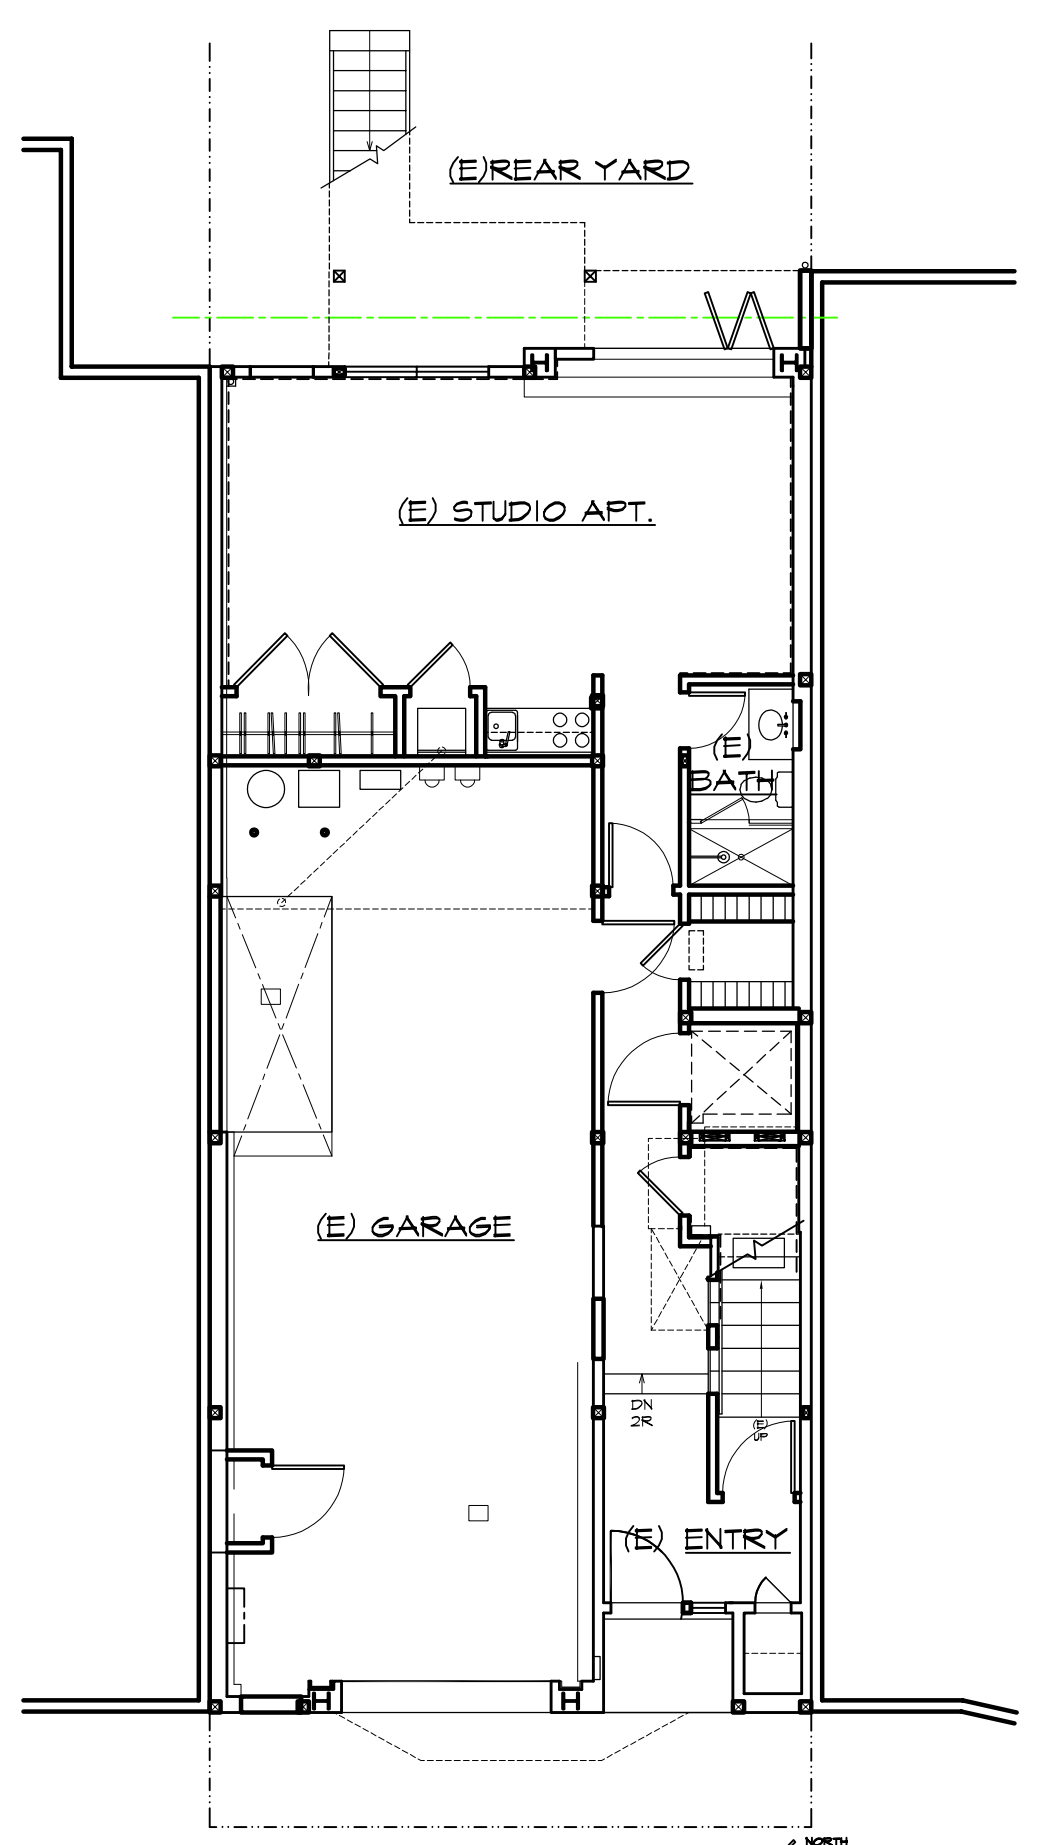 (E)REAR YARD
(E) STUDIO APT.
(E)
BATH
(E) GARAGE
DN
2R
(E)
UP
(E) ENTRY
NORTH